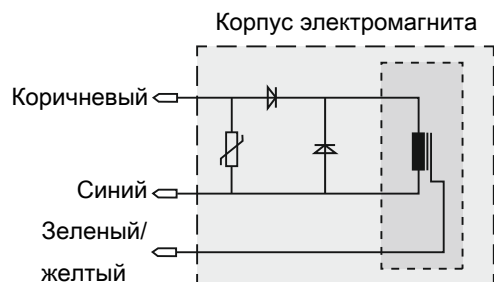 Корпус электромагнита
Коричневый
Синий
Зеленый/
желтый